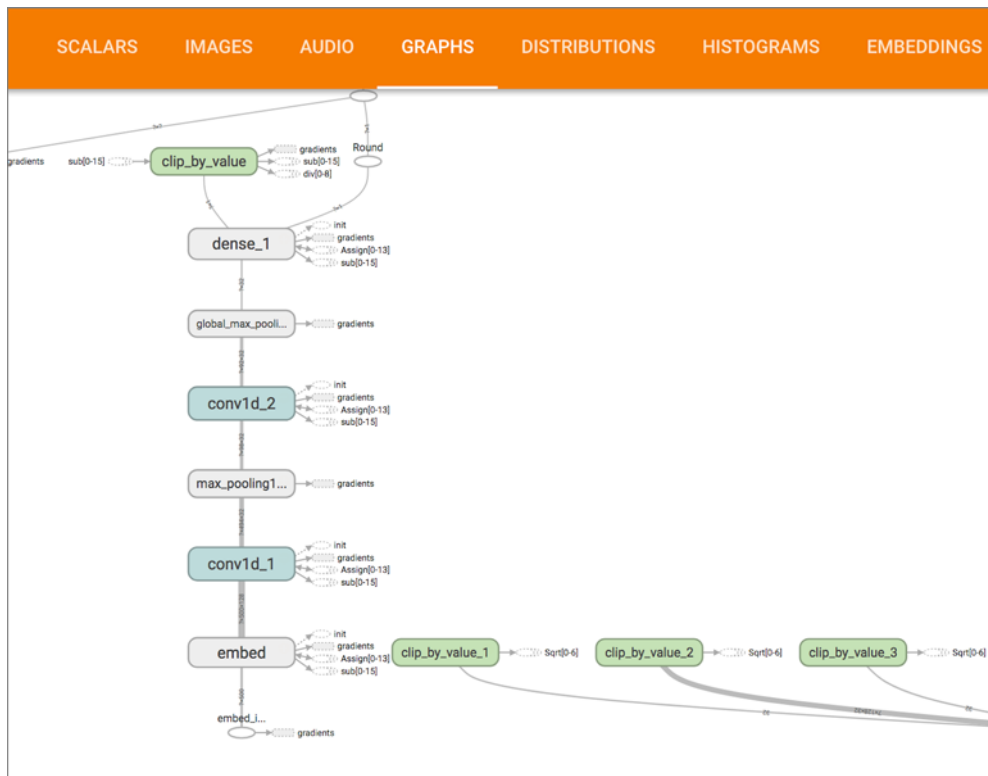 SCALARS IMAGES AUDIO GRAPHS DISTRIBUTIONS HISTOGRAMS EMBEDDINGS
gradients
sub[0-15]
clip_by_value
gradients
sub[0-15]
div[0-8]
Round
dense_1
init
gradients
Assign[0-13]
sub[0-15]
global_max_pooli...
gradients
conv1d_2
init
gradients
Assign[0-13]
sub[0-15]
max_pooling1...
gradients
conv1d_1
init
gradients
Assign[0-13]
sub[0-15]
embed
init
gradients
Assign[0-13]
sub[0-15]
clip_by_value_1
Sqrt[0-6]
clip_by_value_2
Sqrt[0-6]
clip_by_value_3
Sqrt[0-6]
embed_i...
gradients
32
32